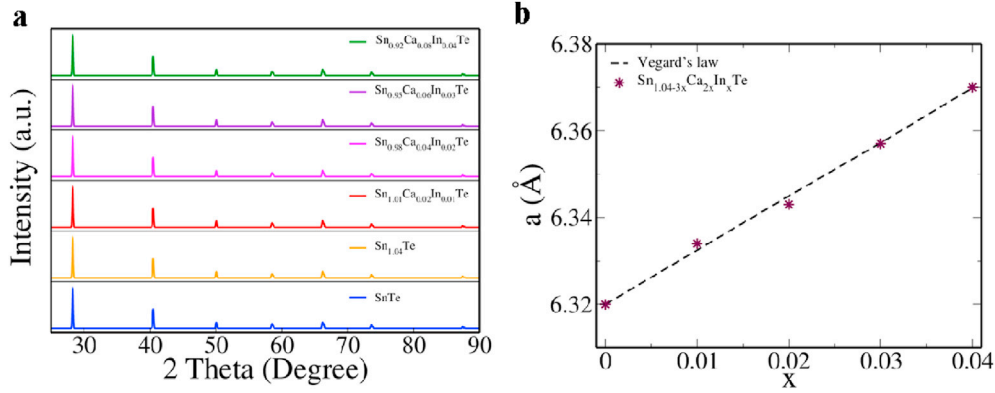 a
Intensity (a.u.)
Sn0.92Ca0.08In0.04Te
Sn0.95Ca0.06In0.03Te
Sn0.98Ca0.04In0.02Te
Sn1.01Ca0.02In0.01Te
Sn1.04Te
SnTe
30 40 50 60 70 80 90
2 Theta (Degree)
b
a (Å)
6.38
6.36
6.34
6.32
Vegard's law
Sn1.04-3xCa2xInxTe
0 0.01 0.02 0.03 0.04
x